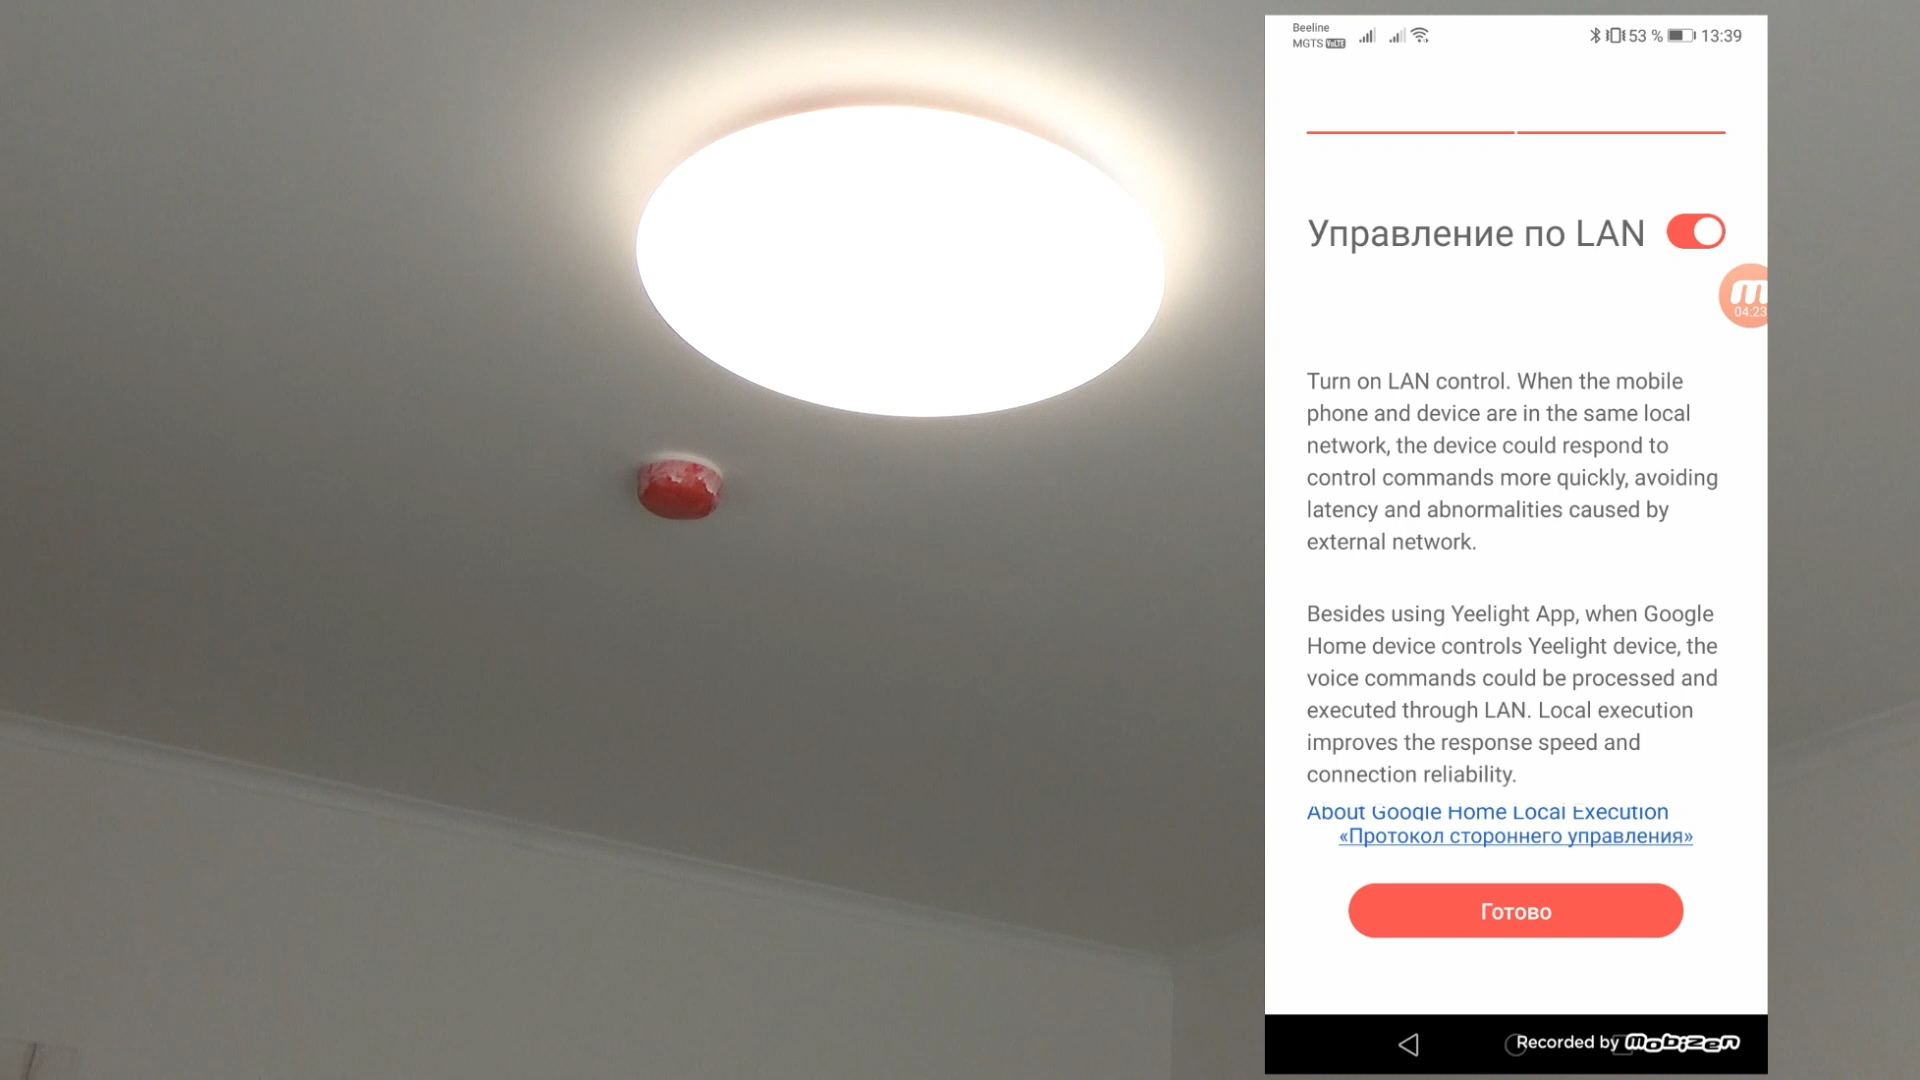 Beeline
MGTS VoLTE
53 % 13:39
Управление по LAN
m
04:23
Turn on LAN control. When the mobile
phone and device are in the same local
network, the device could respond to
control commands more quickly, avoiding
latency and abnormalities caused by
external network.
Besides using Yeelight App, when Google
Home device controls Yeelight device, the
voice commands could be processed and
executed through LAN. Local execution
improves the response speed and
connection reliability.
About Google Home Local Execution
«Протокол стороннего управления»
Готово
Recorded by mobizen